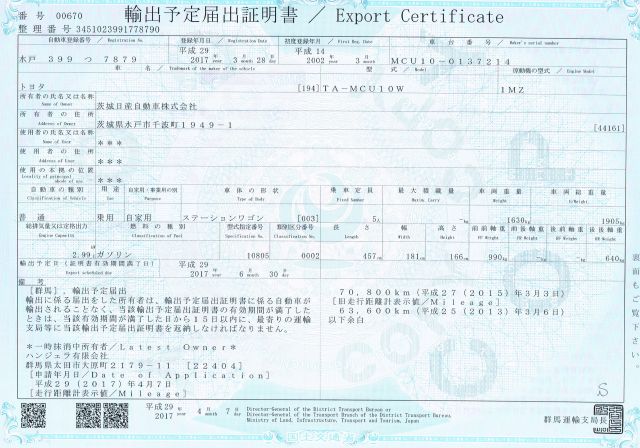 番号 00670
輸出予定届出証明書 / Export Certificate
整理番号 3451023991778790
自動車登録番号 / Registration No.
登録年月日 / Registration Date
初度登録年月 / First Reg. Date
車台番号 / Maker's serial number
水戸 399 つ 7879
平成 29
2017 年 3 月 28 日
平成 14
2002 年 3 月
MCU10-0137214
車名 / Trademark of the maker of the vehicle
型式 / Model
原動機の型式 / Engine Model
トヨタ
[194] TA-MCU10W
1MZ
所有者の氏名又は名称
Name of Owner
茨城日産自動車株式会社
所有者の住所
Address of Owner
茨城県水戸市千波町1949-1
[44161]
使用者の氏名又は名称
Name of User
***
使用者の住所
Address of User
***
使用の本拠の位置
Locality of principal abode of use
***
自動車の種別
Classification of Vehicle
用途
Use
自家用・事業用の別
Purpose
車体の形状
Type of Body
乗車定員
Fixed Number
最大積載量
Maxim. Carry
車両重量
Weight
車両総重量
G/Weight
普通
乗用
自家用
ステーションワゴン
[003]
5人
-kg
1630kg
1905kg
総排気量又は定格出力
Engine Capacity
燃料の種類
Classification of Fuel
型式指定番号
Specification No.
類別区分番号
Classification No.
長さ
Length
幅
Width
高さ
Height
前前軸重
FF Weight
前後軸重
FR Weight
後前軸重
RF Weight
後後軸重
RR Weight
2.99 ガソリン
10805
0002
457cm
181cm
166cm
990kg
-kg
-kg
640kg
輸出予定日(証明書有効期間満了日)
Export scheduled day
平成 29
2017 年 6 月 30 日
備考
[群馬], 輸出予定届出
輸出に係る届出をした所有者は、輸出予定届出証明書に係る自動車が
輸出されることなく、当該輸出予定届出証明書の有効期間が満了した
ときは、当該有効期間が満了した日から15日以内に、最寄りの運輸
支局等に当該輸出予定届出証明書を返納しなければなりません。
70,800km (平成27(2015)年3月3日)
[旧走行距離計表示値/Mileage]
63,600km (平成25(2013)年3月6日)
以下余白
*一時抹消中所有者/Latest Owner*
ハンジェラ有限会社
群馬県太田市大原町2179-11 [22404]
[申請年月日/Date of Application]
平成29(2017)年4月7日
[走行距離計表示値/Mileage]
平成 29
2017 年 4 月 7 日
Director-General of the District Transport Bureau or
Director-General of the Transport Branch of the District Transport Bureau,
Ministry of Land, Infrastructure, Transport and Tourism, Japan
群馬運輸支局長
S
裏面もご覧ください。